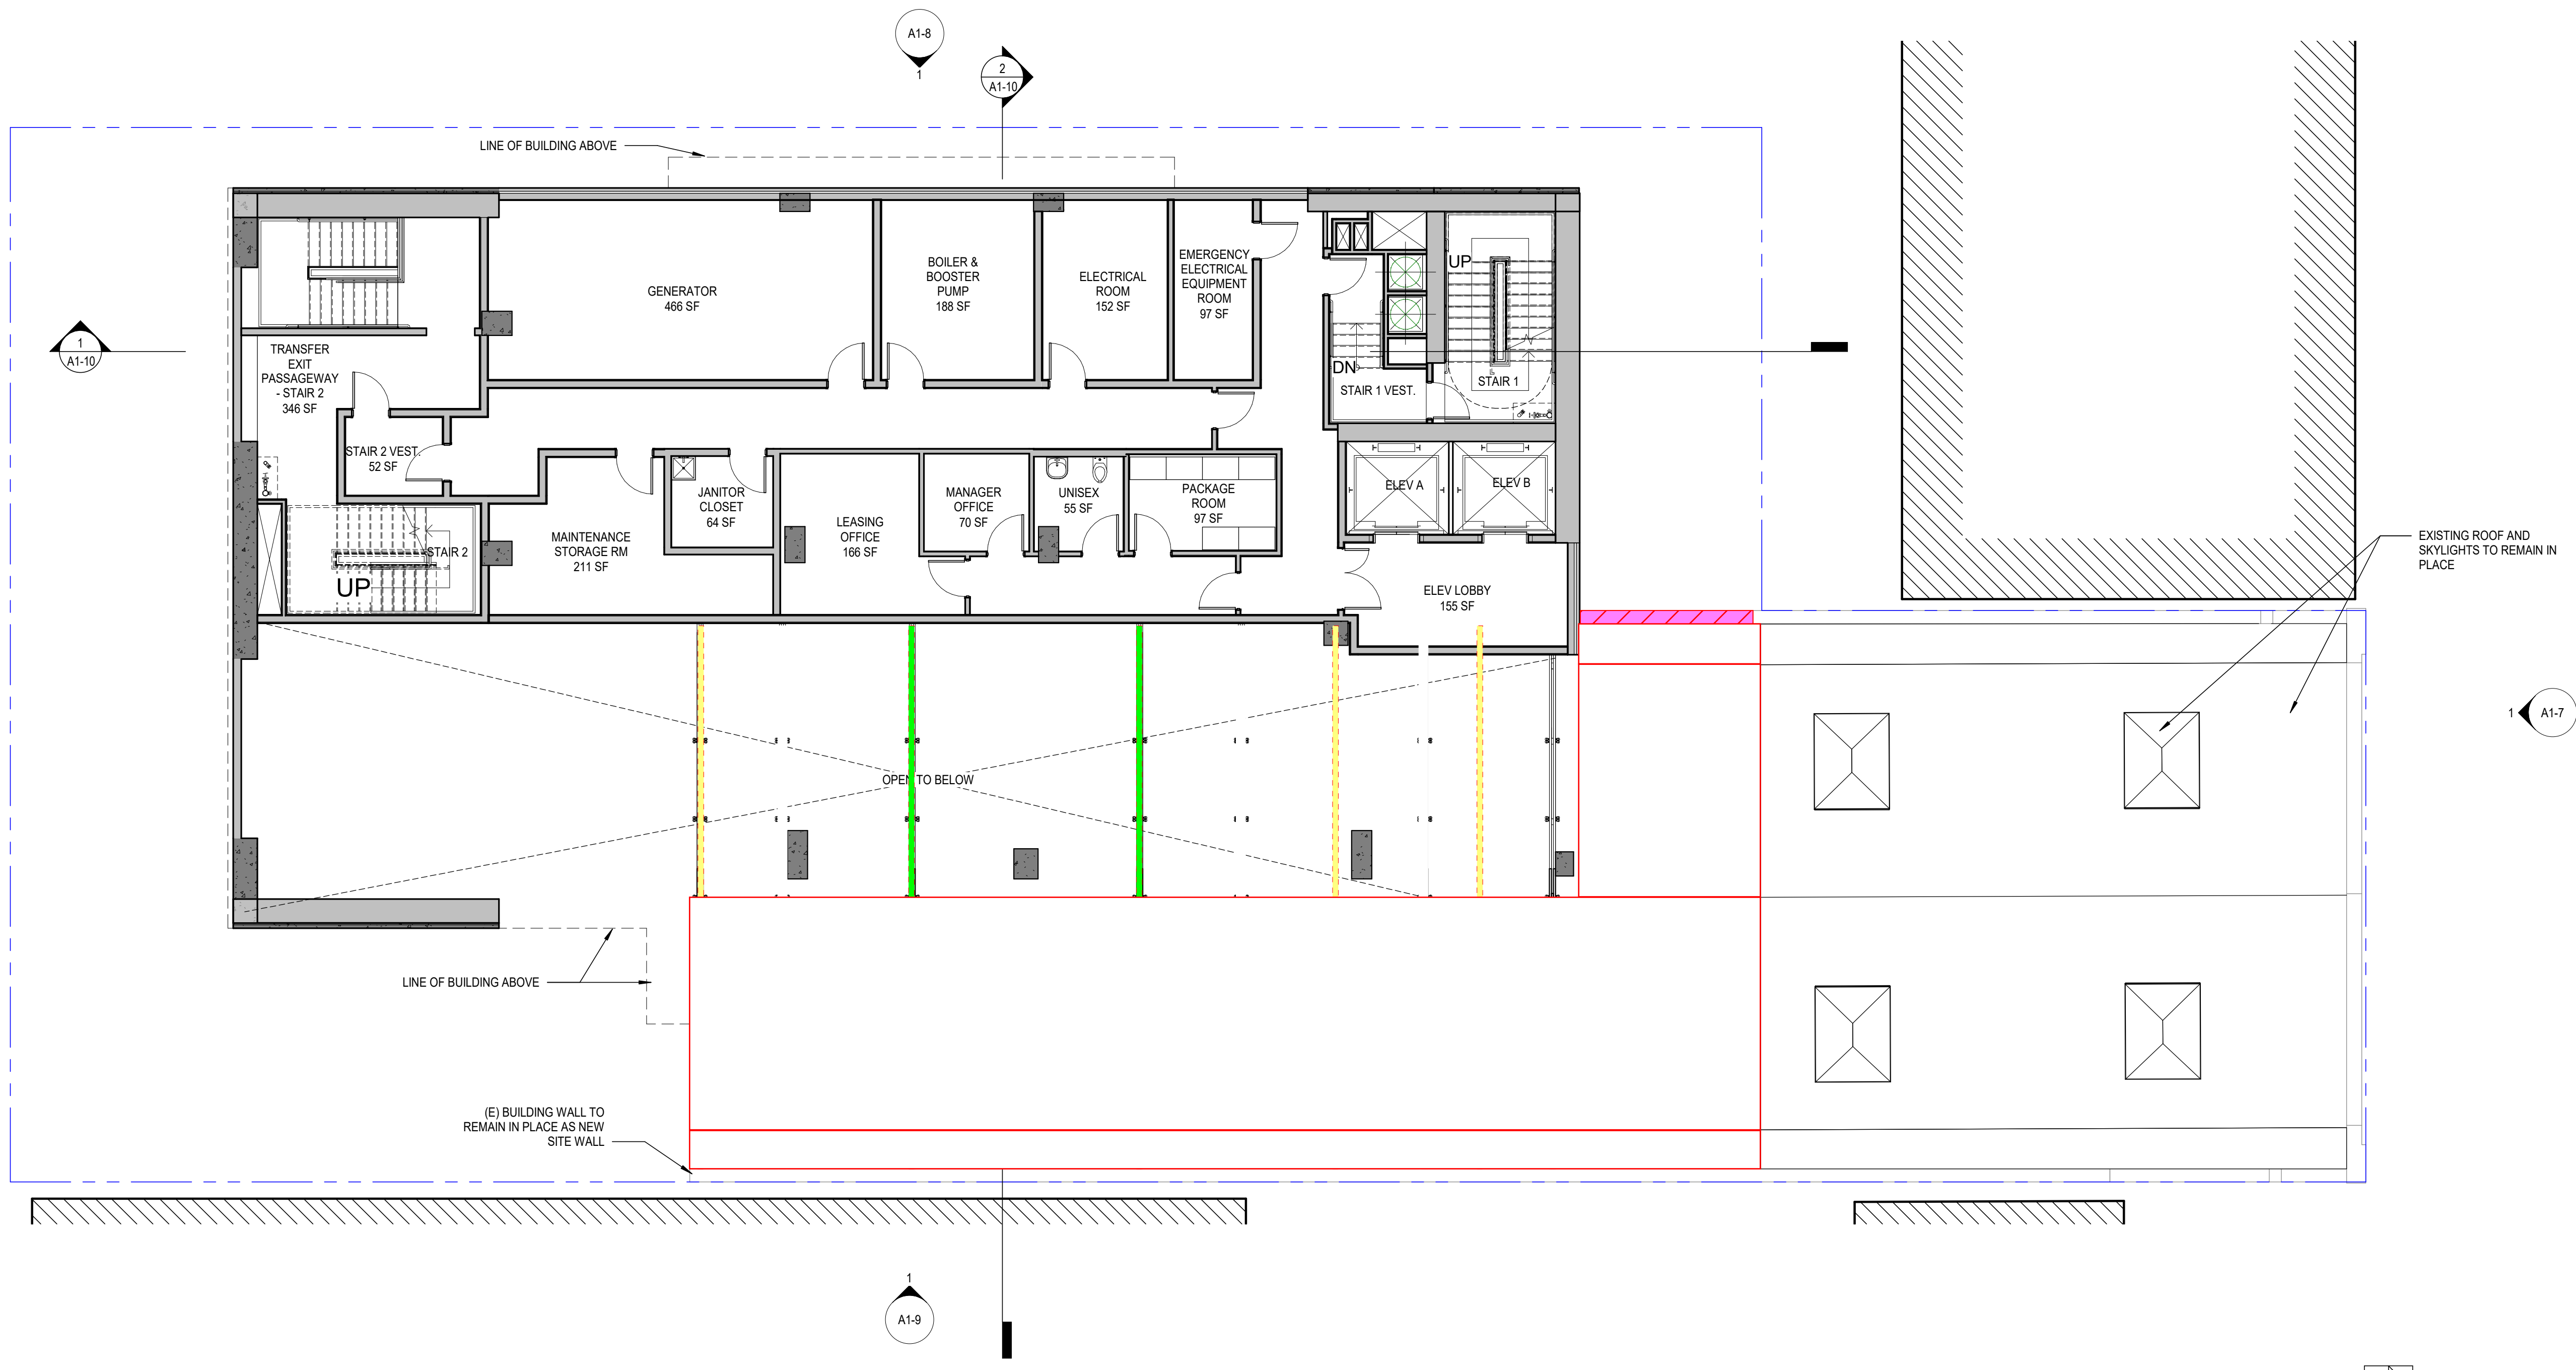 A1-8
1
2
A1-10
LINE OF BUILDING ABOVE
1
A1-10
GENERATOR
466 SF
BOILER &
BOOSTER
PUMP
188 SF
ELECTRICAL
ROOM
152 SF
EMERGENCY
ELECTRICAL
EQUIPMENT
ROOM
97 SF
UP
DN
STAIR 1 VEST.
STAIR 1
TRANSFER
EXIT
PASSAGEWAY
- STAIR 2
346 SF
STAIR 2 VEST.
52 SF
STAIR 2
UP
MAINTENANCE
STORAGE RM
211 SF
JANITOR
CLOSET
64 SF
LEASING
OFFICE
166 SF
MANAGER
OFFICE
70 SF
UNISEX
55 SF
PACKAGE
ROOM
97 SF
ELEV A
ELEV B
ELEV LOBBY
155 SF
EXISTING ROOF AND
SKYLIGHTS TO REMAIN IN
PLACE
1
A1-7
OPEN TO BELOW
LINE OF BUILDING ABOVE
(E) BUILDING WALL TO
REMAIN IN PLACE AS NEW
SITE WALL
1
A1-9